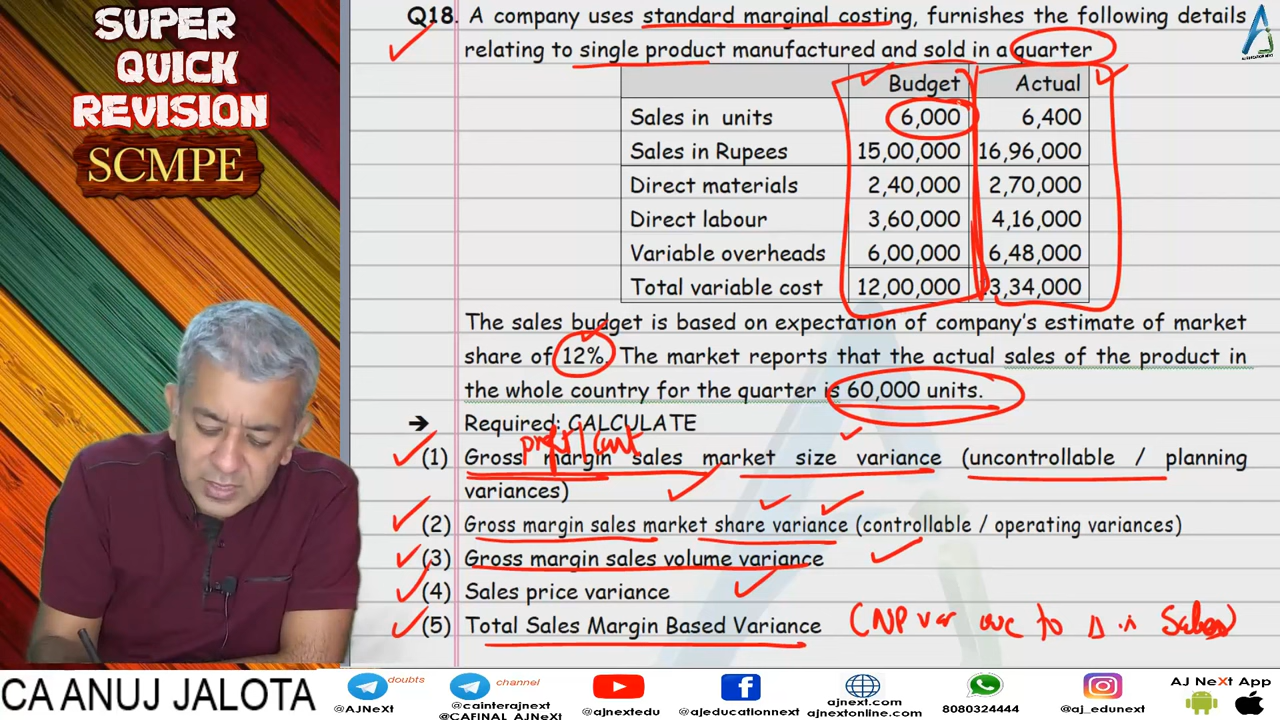 SUPER
QUICK
REVISION
SCMPE
Q18. A company uses standard marginal costing, furnishes the following details
relating to single product manufactured and sold in a quarter
Budget Actual
Sales in units 6,000 6,400
Sales in Rupees 15,00,000 16,96,000
Direct materials 2,40,000 2,70,000
Direct labour 3,60,000 4,16,000
Variable overheads 6,00,000 6,48,000
Total variable cost 12,00,000 13,34,000
The sales budget is based on expectation of company's estimate of market
share of 12%. The market reports that the actual sales of the product in
the whole country for the quarter is 60,000 units.
➔ Required: CALCULATE
profit/cont
(1) Gross margin sales market size variance (uncontrollable / planning
variances)
(2) Gross margin sales market share variance (controllable / operating variances)
(3) Gross margin sales volume variance
(4) Sales price variance
(5) Total Sales Margin Based Variance (NP var to Δ in Sales)
CA ANUJ JALOTA
doubts
@AJNeXt
channel
@cainterajnext
@CAFINAL_AJNeXt
@ajnextedu
@ajeducationnext
ajnext.com
ajnextonline.com
8080324444
@aj_edunext
AJ NeXt App